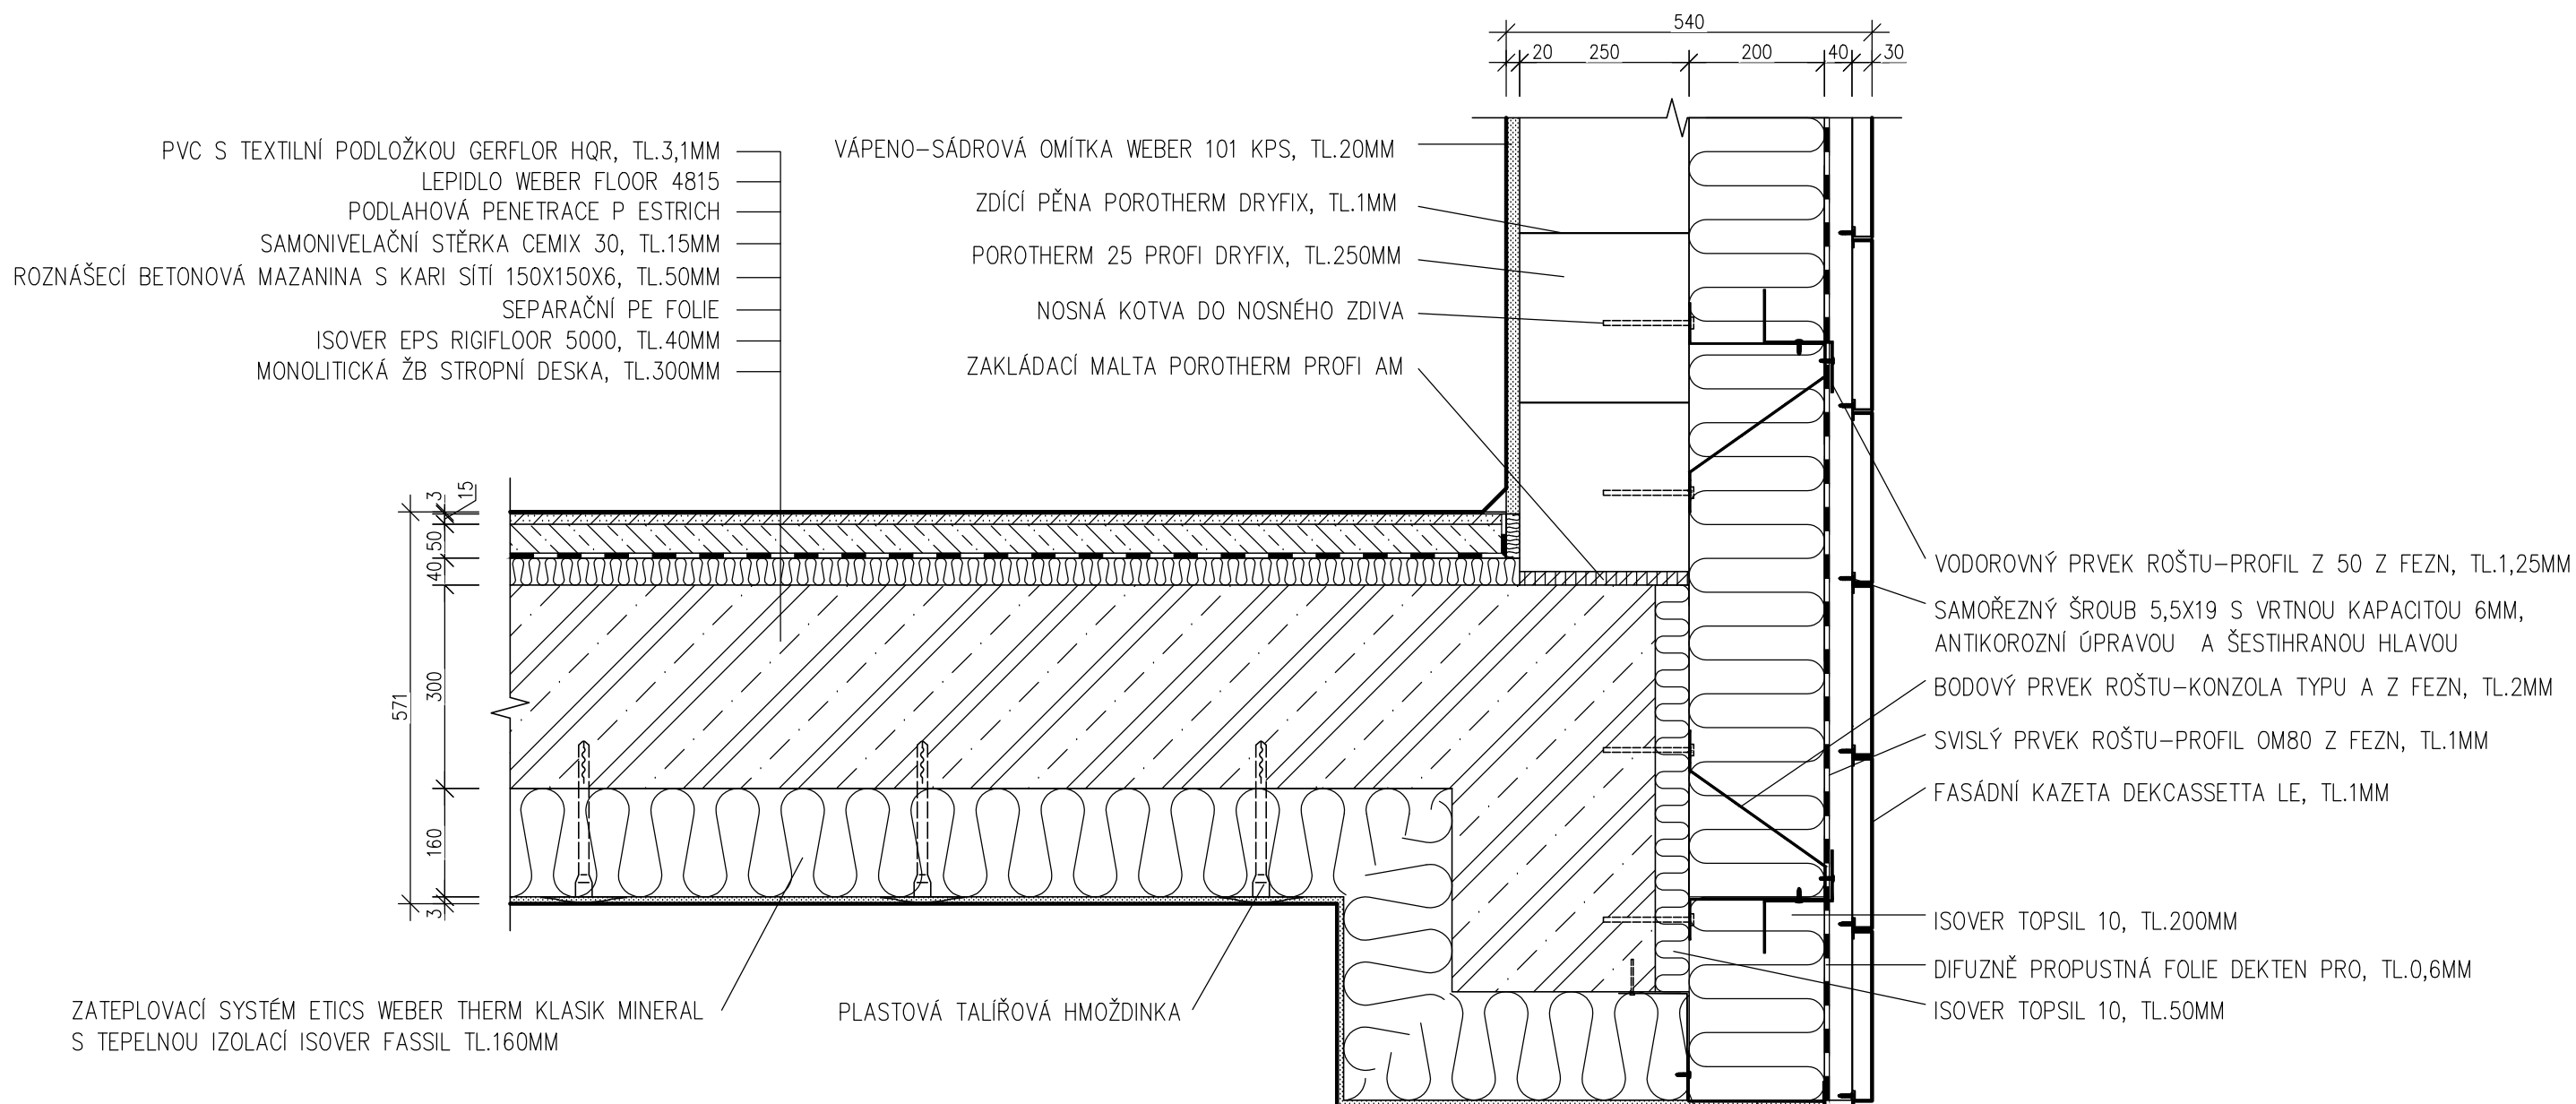 540
20 250 200 40 30
PVC S TEXTILNÍ PODLOŽKOU GERFLOR HQR, TL.3,1MM
LEPIDLO WEBER FLOOR 4815
PODLAHOVÁ PENETRACE P ESTRICH
SAMONIVELAČNÍ STĚRKA CEMIX 30, TL.15MM
ROZNÁŠECÍ BETONOVÁ MAZANINA S KARI SÍTÍ 150X150X6, TL.50MM
SEPARAČNÍ PE FOLIE
ISOVER EPS RIGIFLOOR 5000, TL.40MM
MONOLITICKÁ ŽB STROPNÍ DESKA, TL.300MM
VÁPENO-SÁDROVÁ OMÍTKA WEBER 101 KPS, TL.20MM
ZDÍCÍ PĚNA POROTHERM DRYFIX, TL.1MM
POROTHERM 25 PROFI DRYFIX, TL.250MM
NOSNÁ KOTVA DO NOSNÉHO ZDIVA
ZAKLÁDACÍ MALTA POROTHERM PROFI AM
3
15
50
40
300
571
160
3
VODOROVNÝ PRVEK ROŠTU-PROFIL Z 50 Z FEZN, TL.1,25MM
SAMOŘEZNÝ ŠROUB 5,5X19 S VRTNOU KAPACITOU 6MM,
ANTIKOROZNÍ ÚPRAVOU A ŠESTIHRANOU HLAVOU
BODOVÝ PRVEK ROŠTU-KONZOLA TYPU A Z FEZN, TL.2MM
SVISLÝ PRVEK ROŠTU-PROFIL OM80 Z FEZN, TL.1MM
FASÁDNÍ KAZETA DEKCASSETTA LE, TL.1MM
ISOVER TOPSIL 10, TL.200MM
DIFUZNĚ PROPUSTNÁ FOLIE DEKTEN PRO, TL.0,6MM
ISOVER TOPSIL 10, TL.50MM
ZATEPLOVACÍ SYSTÉM ETICS WEBER THERM KLASIK MINERAL
S TEPELNOU IZOLACÍ ISOVER FASSIL TL.160MM
PLASTOVÁ TALÍŘOVÁ HMOŽDINKA